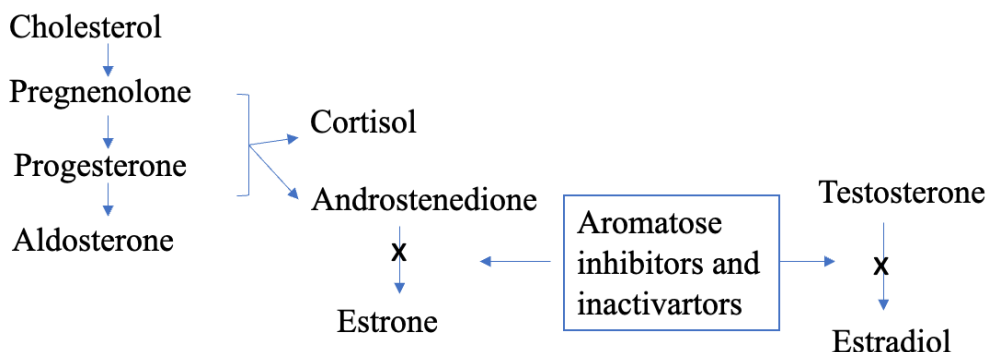 Cholesterol
Pregnenolone
Progesterone
Aldosterone
Cortisol
Androstenedione
X
Estrone
Aromatose
inhibitors and
inactivartors
Testosterone
X
Estradiol